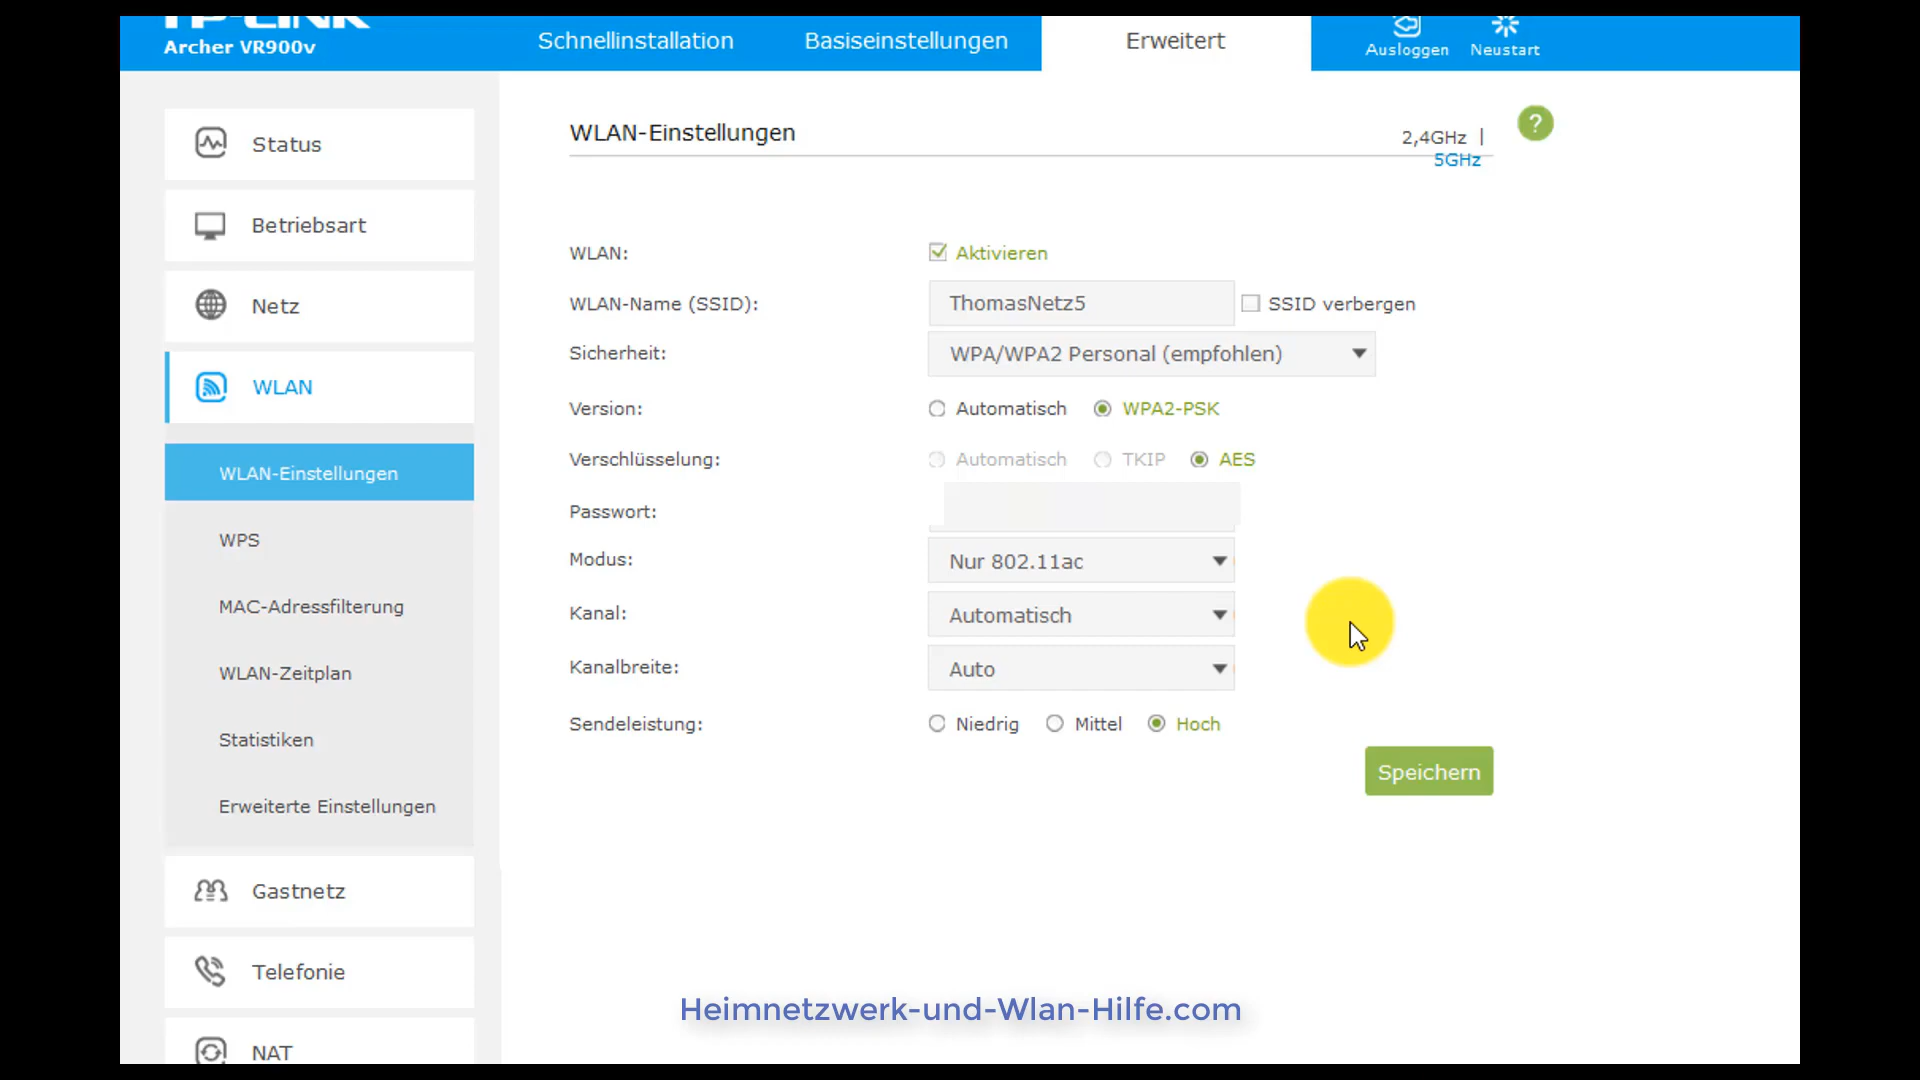 TP-LINK
Archer VR900v
Schnellinstallation
Basiseinstellungen
Erweitert
Ausloggen
Neustart
Status
Betriebsart
Netz
WLAN
WLAN-Einstellungen
WPS
MAC-Adressfilterung
WLAN-Zeitplan
Statistiken
Erweiterte Einstellungen
Gastnetz
Telefonie
NAT
WLAN-Einstellungen
2,4GHz |
5GHz
?
WLAN: Aktivieren
WLAN-Name (SSID): ThomasNetz5 SSID verbergen
Sicherheit: WPA/WPA2 Personal (empfohlen)
Version: Automatisch WPA2-PSK
Verschlüsselung: Automatisch TKIP AES
Passwort:
Modus: Nur 802.11ac
Kanal: Automatisch
Kanalbreite: Auto
Sendeleistung: Niedrig Mittel Hoch
Speichern
Heimnetzwerk-und-Wlan-Hilfe.com